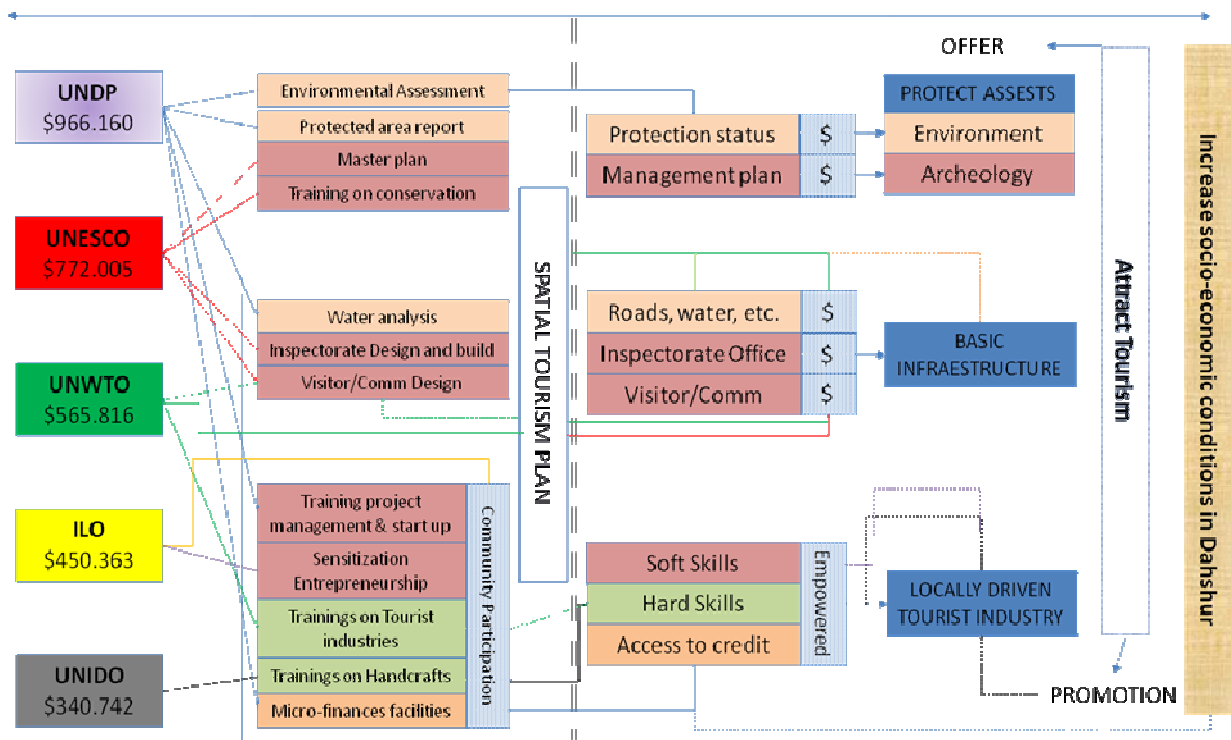 OFFER
UNDP
$966.160
UNESCO
$772.005
UNWTO
$565.816
ILO
$450.363
UNIDO
$340.742
Environmental Assessment
Protected area report
Master plan
Training on conservation
Water analysis
Inspectorate Design and build
Visitor/Comm Design
Training project
management & start up
Sensitization
Entrepreneurship
Trainings on Tourist
industries
Trainings on Handcrafts
Micro-finances facilities
Community Participation
SPATIAL TOURISM PLAN
Protection status $
Management plan $
Roads, water, etc. $
Inspectorate Office $
Visitor/Comm $
Soft Skills
Hard Skills
Access to credit
Empowered
PROTECT ASSESTS
Environment
Archeology
BASIC
INFRAESTRUCTURE
LOCALLY DRIVEN
TOURIST INDUSTRY
PROMOTION
Attract Tourism
Increase socio-economic conditions in Dahshur